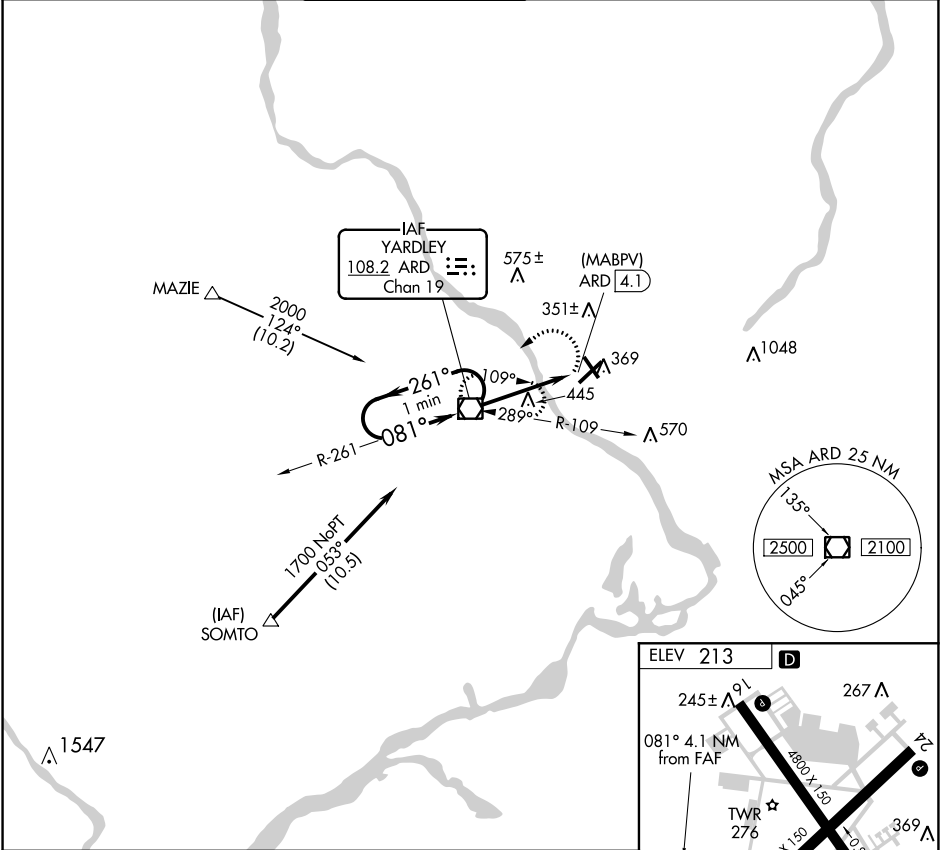 IAF
YARDLEY
108.2 ARD
Chan 19
575±
(MABPV)
ARD 4.1
MAZIE
2000
124°
(10.2)
351±
369
1048
261°
1 min
081°
109°
445
289°
R-109
570
R-261
MSA ARD 25 NM
135°
2500
2100
045°
1700 NoPT
053°
(10.5)
(IAF)
SOMTO
1547
ELEV 213
D
245±
16
P
267
081° 4.1 NM
from FAF
4800 X 150
24
P
TWR
276
369
X 150